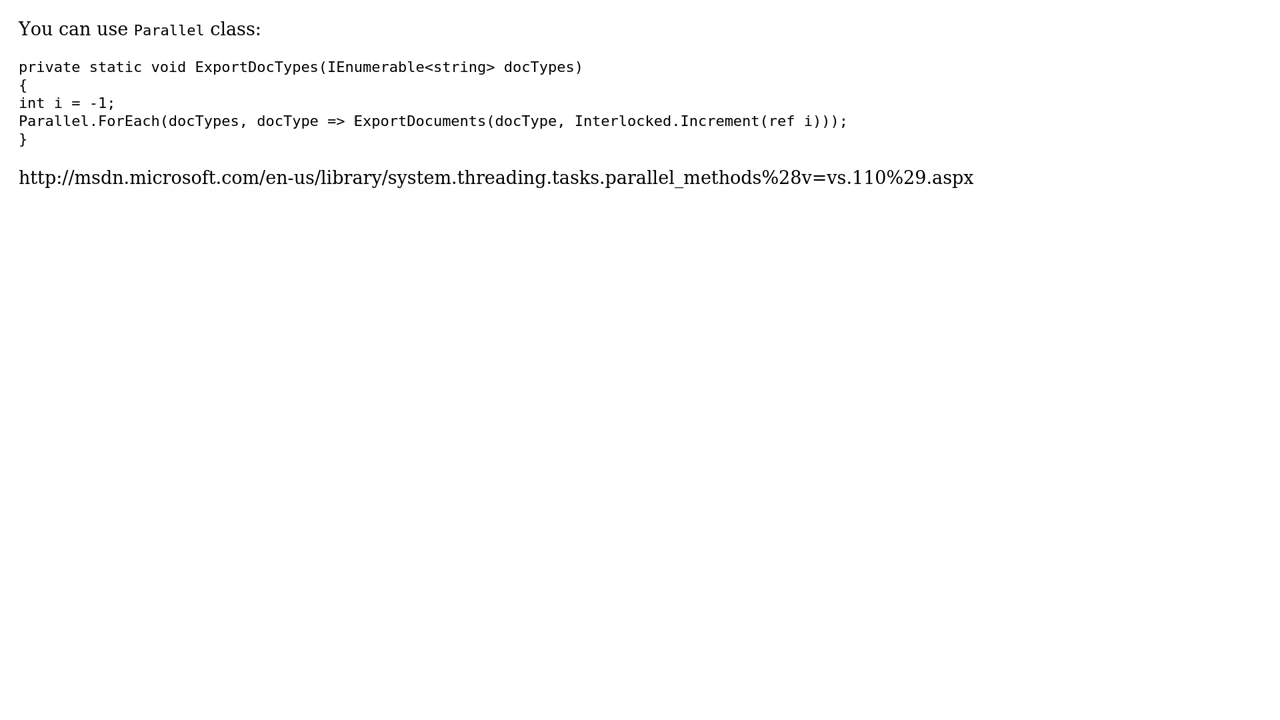 You can use Parallel class:
private static void ExportDocTypes(IEnumerable<string> docTypes)
{
int i = -1;
Parallel.ForEach(docTypes, docType => ExportDocuments(docType, Interlocked.Increment(ref i)));
}
http://msdn.microsoft.com/en-us/library/system.threading.tasks.parallel_methods%28v=vs.110%29.aspx